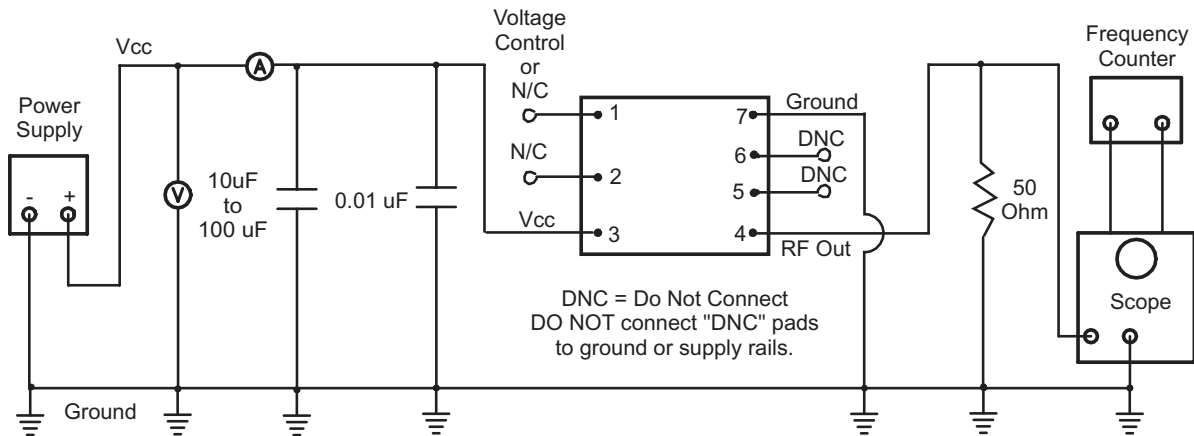 Voltage
Control
or
N/C
Vcc
A
Frequency
Counter
Power
Supply
- +
V
10uF
to
100 uF
0.01 uF
N/C
Vcc
1
2
3
7
6
5
4
Ground
DNC
DNC
RF Out
50
Ohm
Scope
DNC = Do Not Connect
DO NOT connect "DNC" pads
to ground or supply rails.
Ground